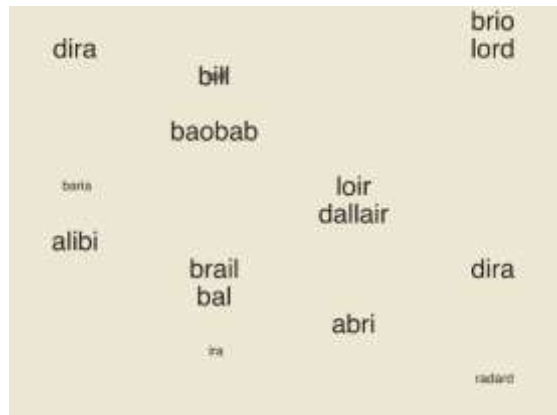 brio
dira lord
bill
baobab
baria loir
dallair
alibi
brail dira
bal
abri
ira
radard